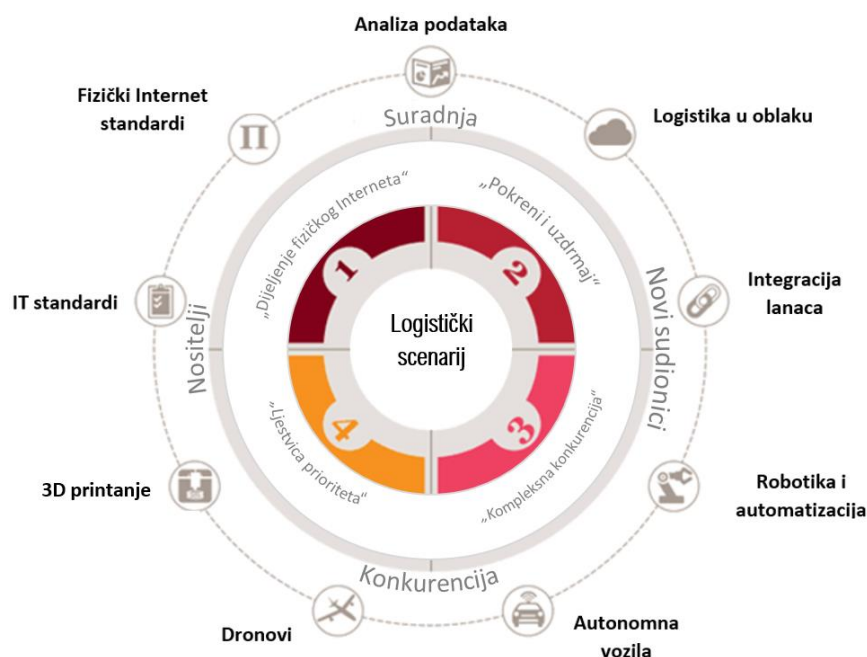 Analiza podataka
Fizički Internet
standardi
Logistika u oblaku
Suradnja
„Dijeljenje fizičkog Interneta“
„Pokreni i uzdrmaj“
1
2
IT standardi
Integracija
lanaca
Nositelji
Logistički
scenarij
Novi sudionici
4
3
„Ljestvica prioriteta“
„Kompleksna konkurencija“
3D printanje
Robotika i
automatizacija
Konkurencija
Dronovi
Autonomna
vozila